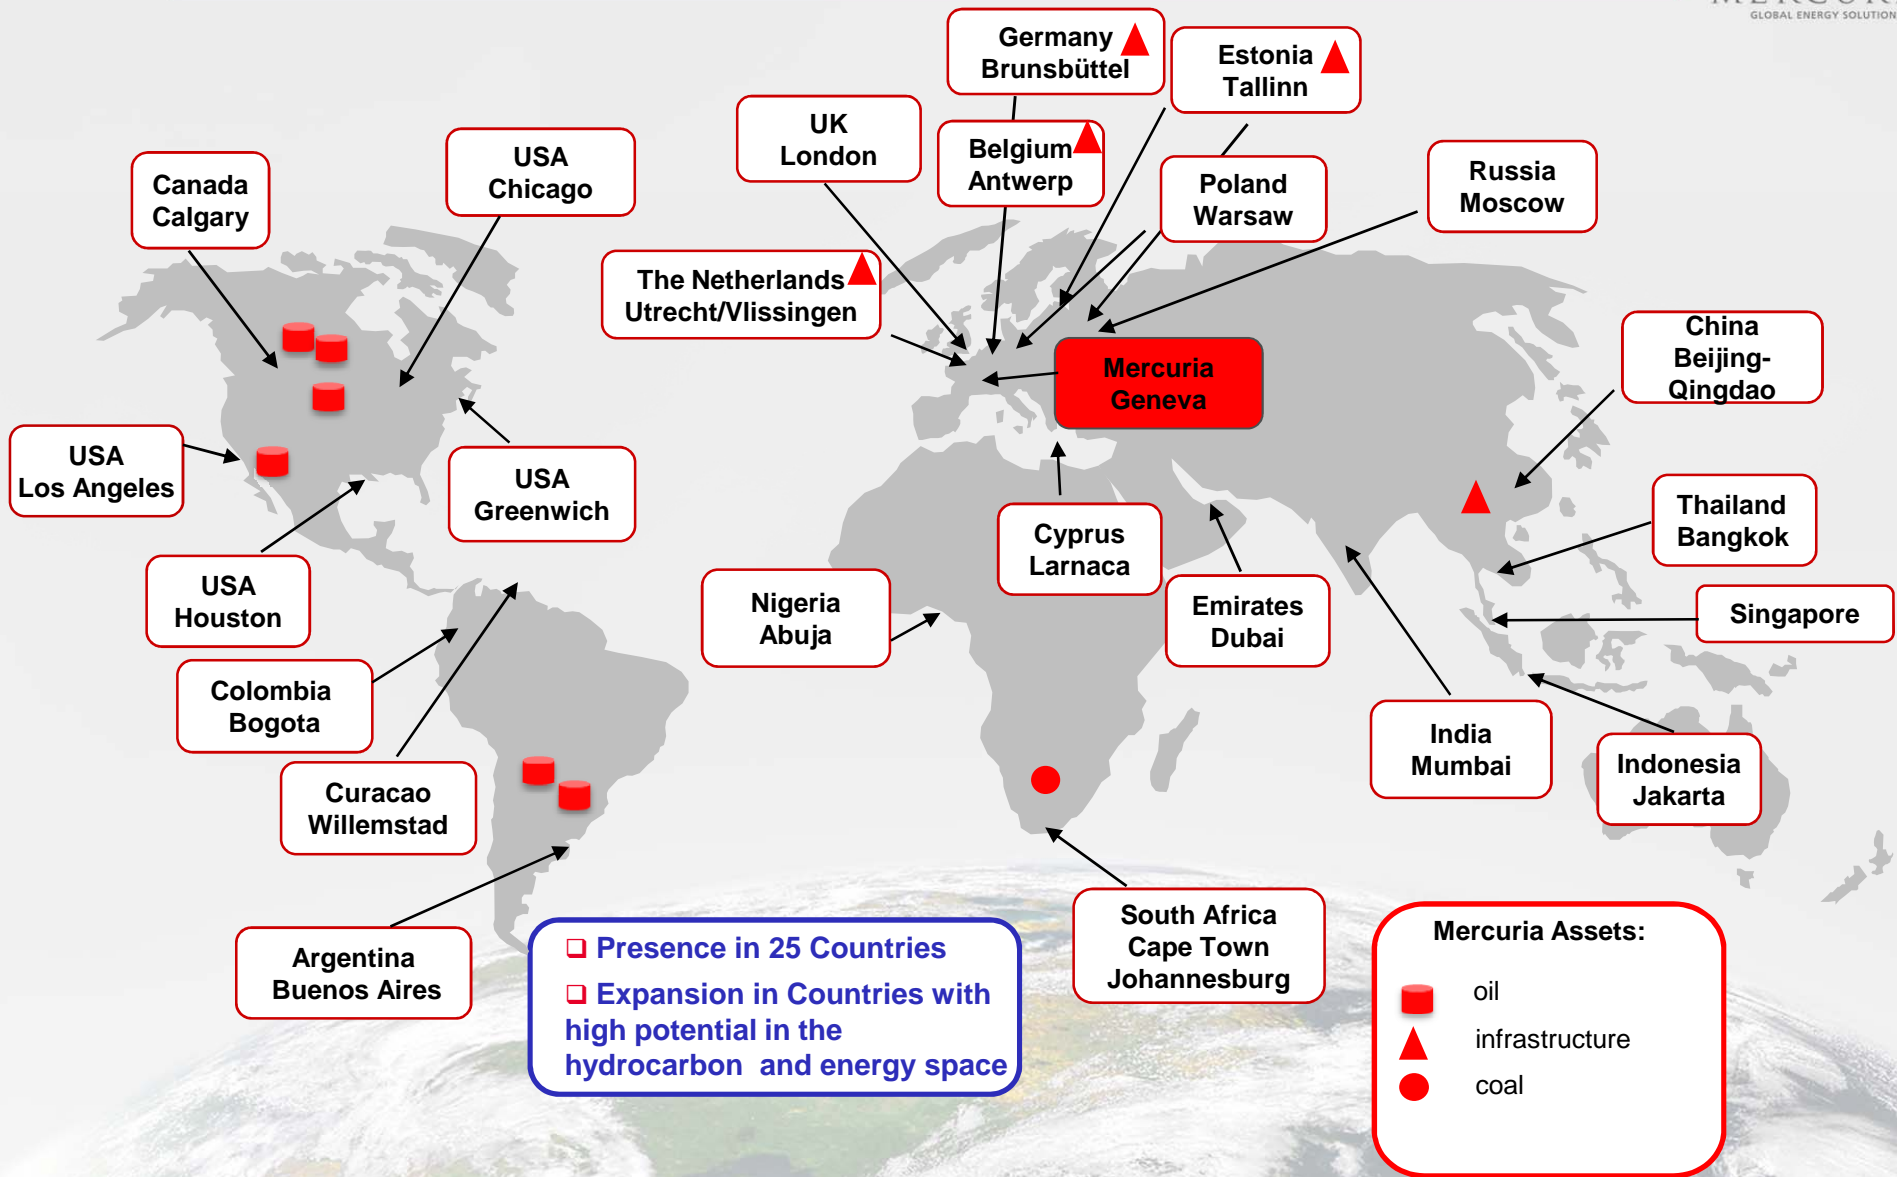 GLOBAL ENERGY SOLUTION
Germany
Brunsbüttel
Estonia
Tallinn
UK
London
Belgium
Antwerp
USA
Chicago
Canada
Calgary
Poland
Warsaw
Russia
Moscow
The Netherlands
Utrecht/Vlissingen
China
Beijing-
Qingdao
Mercuria
Geneva
USA
Los Angeles
USA
Greenwich
Thailand
Bangkok
Cyprus
Larnaca
USA
Houston
Nigeria
Abuja
Emirates
Dubai
Singapore
Colombia
Bogota
India
Mumbai
Indonesia
Jakarta
Curacao
Willemstad
South Africa
Cape Town
Johannesburg
Argentina
Buenos Aires
Presence in 25 Countries
Expansion in Countries with
high potential in the
hydrocarbon and energy space
Mercuria Assets:
oil
infrastructure
coal